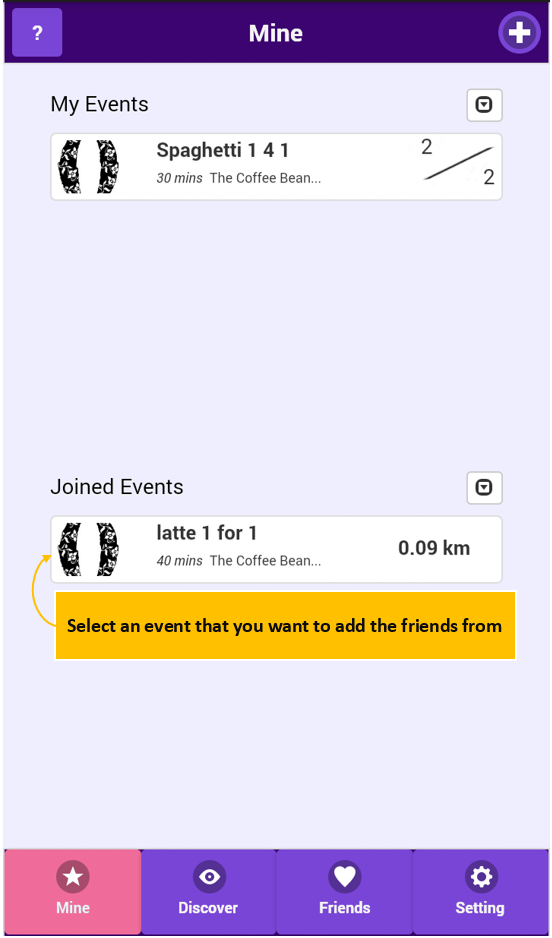 ?
Mine
My Events
Spaghetti 1 4 1
30 mins The Coffee Bean...
2
2
Joined Events
latte 1 for 1
40 mins The Coffee Bean...
0.09 km
Select an event that you want to add the friends from
Mine
Discover
Friends
Setting